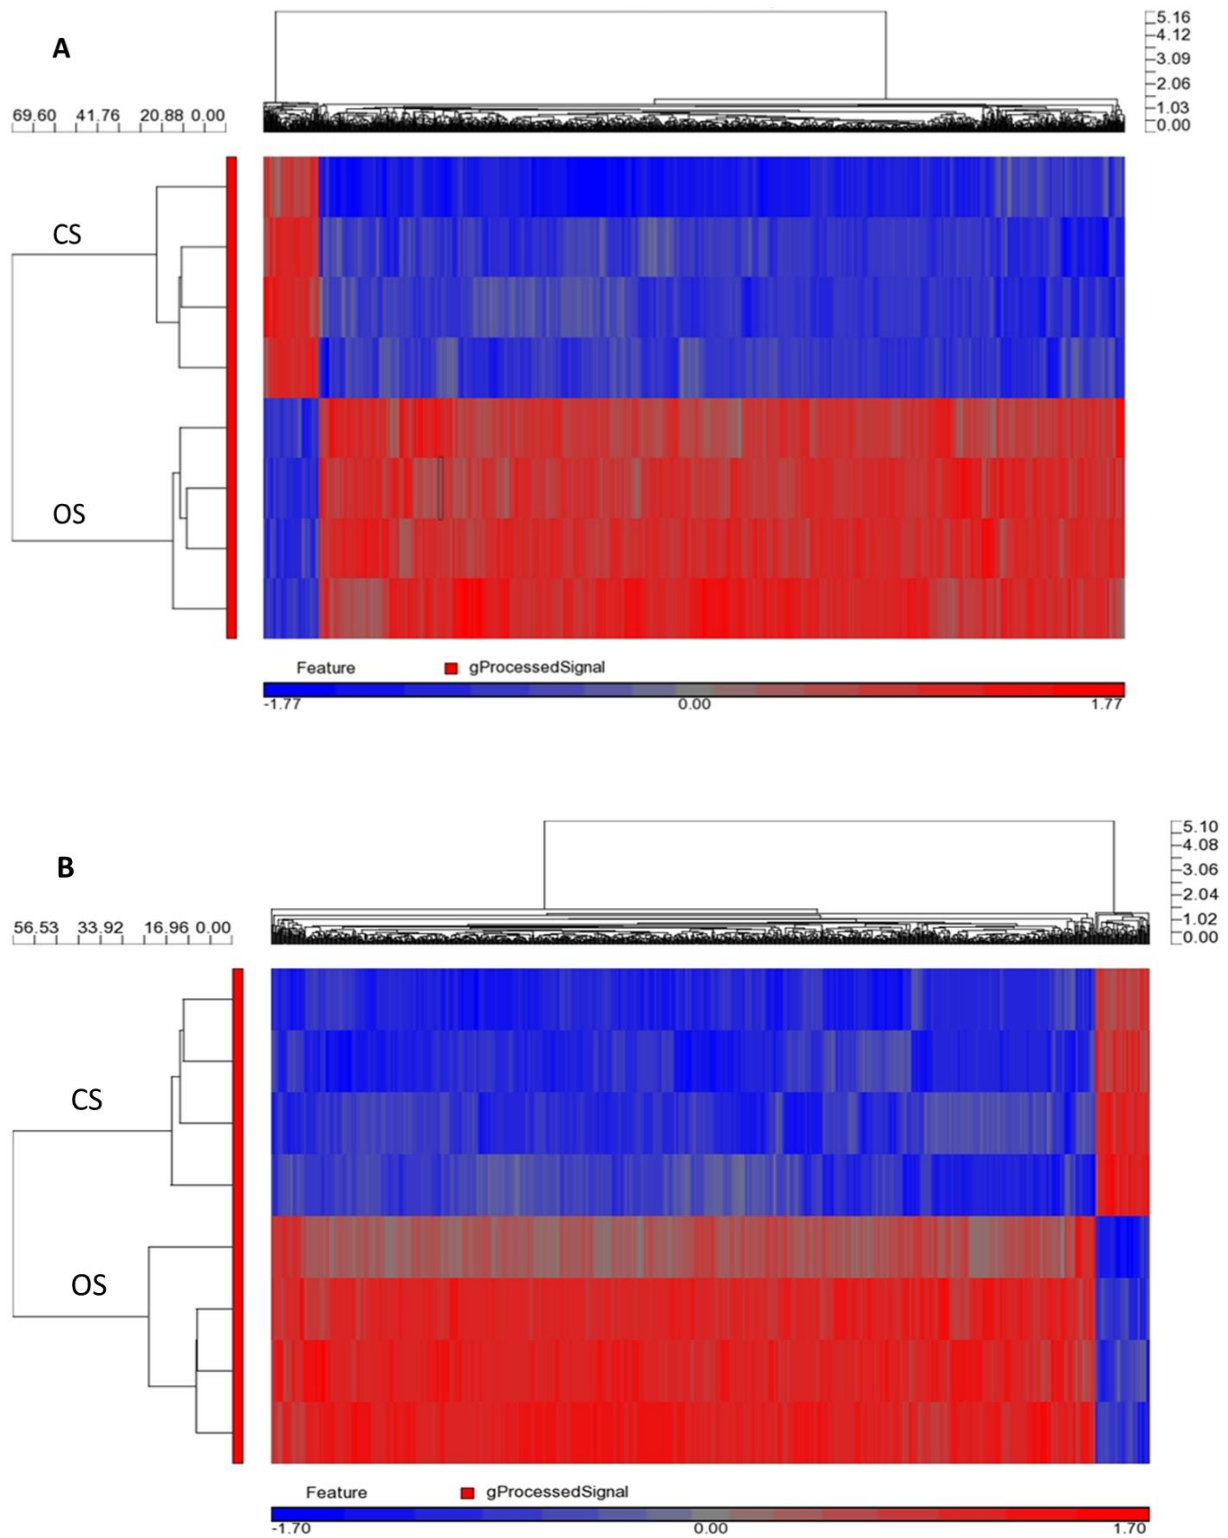 A
5.16
4.12
3.09
2.06
1.03
0.00
69.60 41.76 20.88 0.00
CS
OS
Feature gProcessedSignal
-1.77 0.00 1.77
B
5.10
4.08
3.06
2.04
1.02
0.00
56.53 33.92 16.96 0.00
CS
OS
Feature gProcessedSignal
-1.70 0.00 1.70